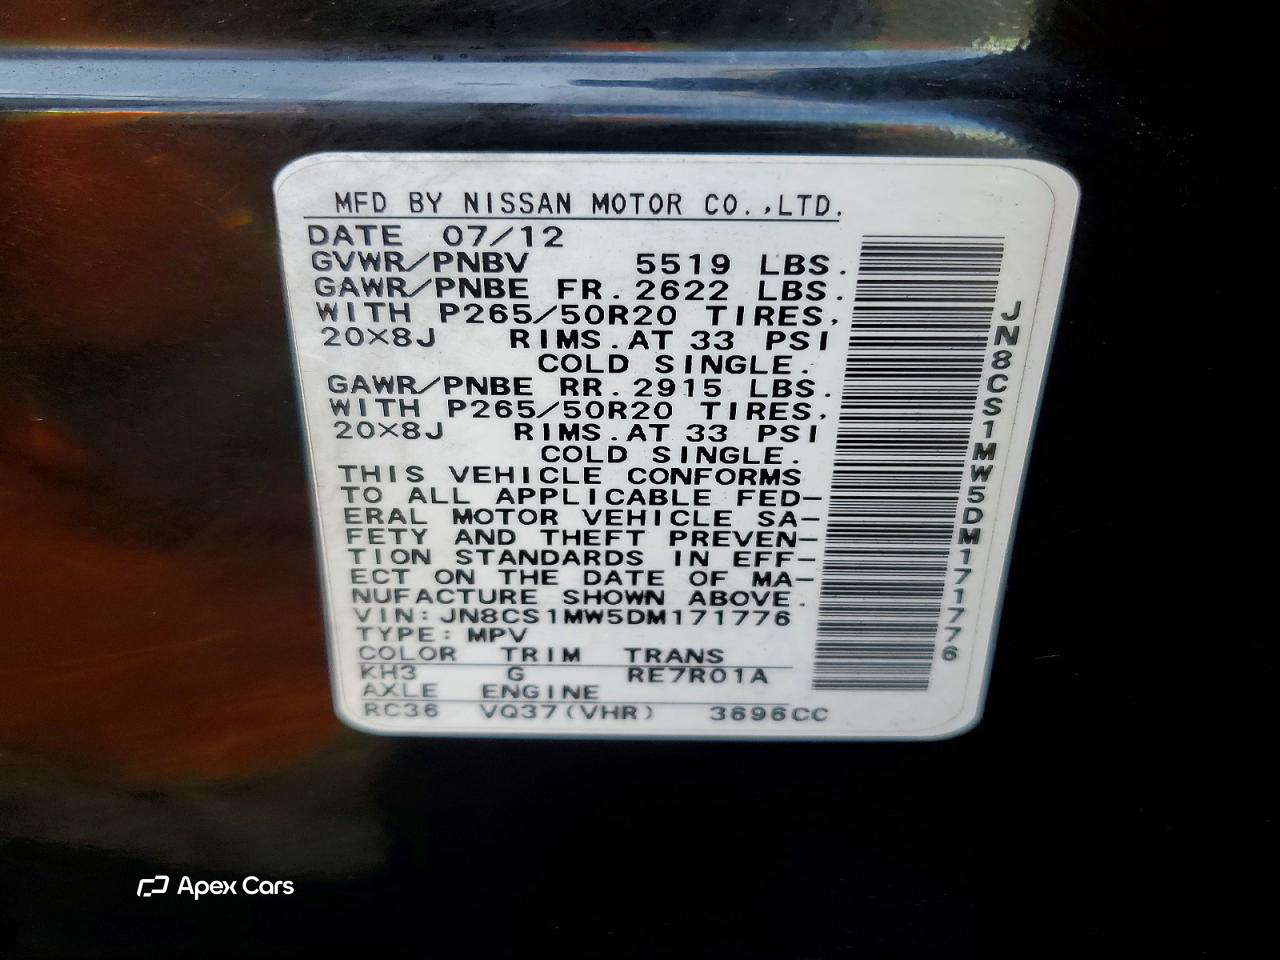 MFD BY NISSAN MOTOR CO.,LTD.
DATE 07/12
GVWR/PNBV 5519 LBS.
GAWR/PNBE FR. 2622 LBS.
WITH P265/50R20 TIRES,
20×8J RIMS. AT 33 PSI
COLD SINGLE.
GAWR/PNBE RR. 2915 LBS.
WITH P265/50R20 TIRES,
20×8J RIMS. AT 33 PSI
COLD SINGLE.
THIS VEHICLE CONFORMS
TO ALL APPLICABLE FED-
ERAL MOTOR VEHICLE SA-
FETY AND THEFT PREVEN-
TION STANDARDS IN EFF-
ECT ON THE DATE OF MA-
NUFACTURE SHOWN ABOVE.
VIN: JN8CS1MW5DM171776
TYPE: MPV
COLOR TRIM TRANS
KH3 G RE7R01A
AXLE ENGINE
RC36 VQ37(VHR) 3696CC
JN8CS1MW5DM171776
Apex Cars